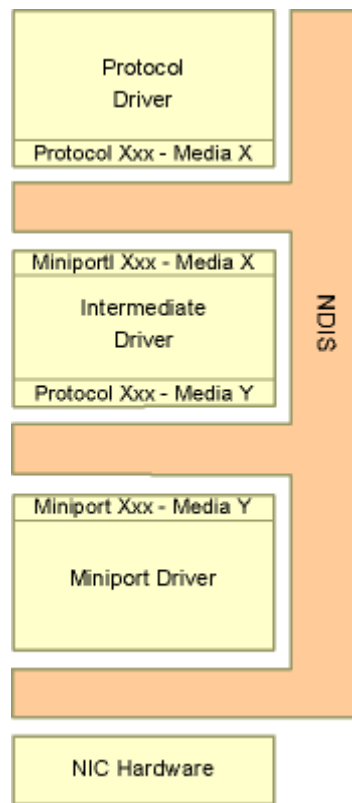 Protocol
Driver
Protocol Xxx - Media X
Miniportl Xxx - Media X
Intermediate
Driver
Protocol Xxx - Media Y
NDIS
Miniport Xxx - Media Y
Miniport Driver
NIC Hardware